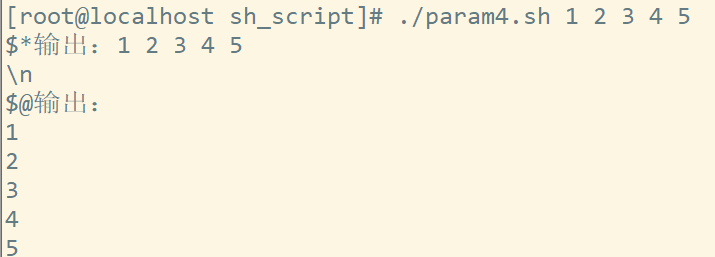 [root@localhost sh_script]# ./param4.sh 1 2 3 4 5
$*输出：1 2 3 4 5
\n
$@输出：
1
2
3
4
5